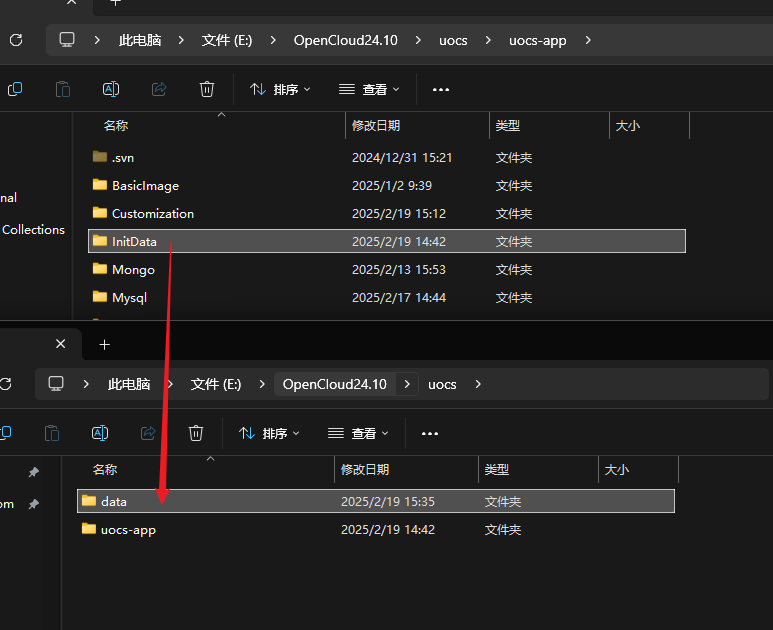 此电脑 文件 (E:) OpenCloud24.10 uocs uocs-app
排序 查看
名称 修改日期 类型 大小
.svn 2024/12/31 15:21 文件夹
BasicImage 2025/1/2 9:39 文件夹
nal
Customization 2025/2/19 15:12 文件夹
Collections
InitData 2025/2/19 14:42 文件夹
Mongo 2025/2/13 15:53 文件夹
Mysql 2025/2/17 14:44 文件夹
此电脑 文件 (E:) OpenCloud24.10 uocs
排序 查看
名称 修改日期 类型 大小
om
data 2025/2/19 15:35 文件夹
uocs-app 2025/2/19 14:42 文件夹